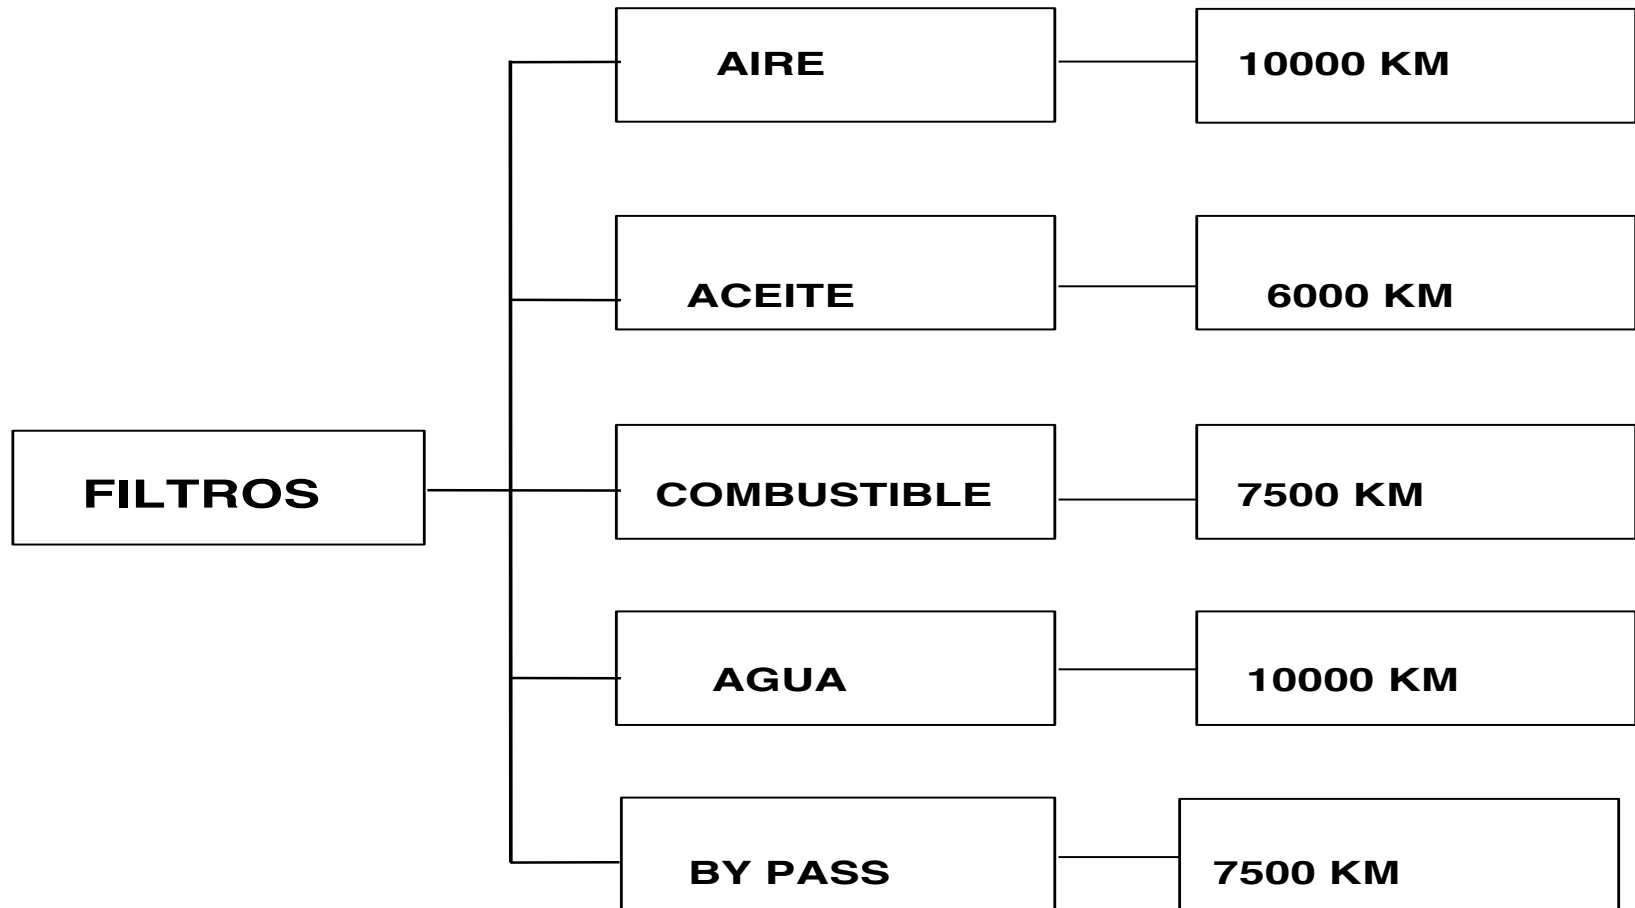 AIRE 10000 KM
ACEITE 6000 KM
FILTROS COMBUSTIBLE 7500 KM
AGUA 10000 KM
BY PASS 7500 KM